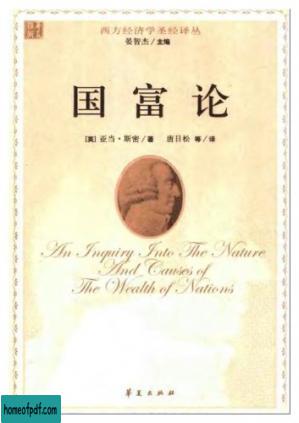 西方经济学圣经译丛
晏智杰/主编
国富论
[英]亚当·斯密/著 唐日松 等/译
An Inquiry Into The Nature
And Causes of
The Wealth of Nations
华夏出版社
homeofpdf.com